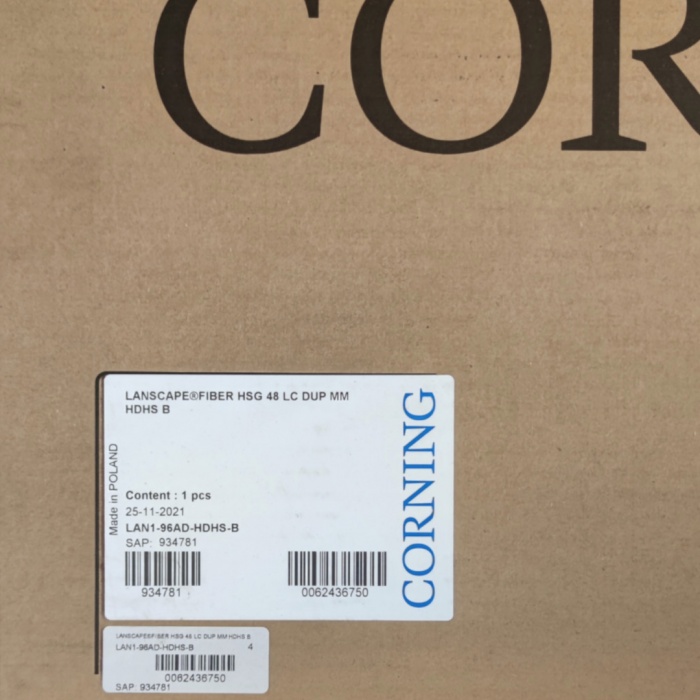 COR
LANSCAPE®FIBER HSG 48 LC DUP MM
HDHS B
CORNING
Made in POLAND
Content : 1 pcs
25-11-2021
LAN1-96AD-HDHS-B
SAP: 934781
934781
0062436750
LANSCAPE®FIBER HSG 48 LC DUP MM HDHS B
LAN1-96AD-HDHS-B 4
0062436750
SAP: 934781